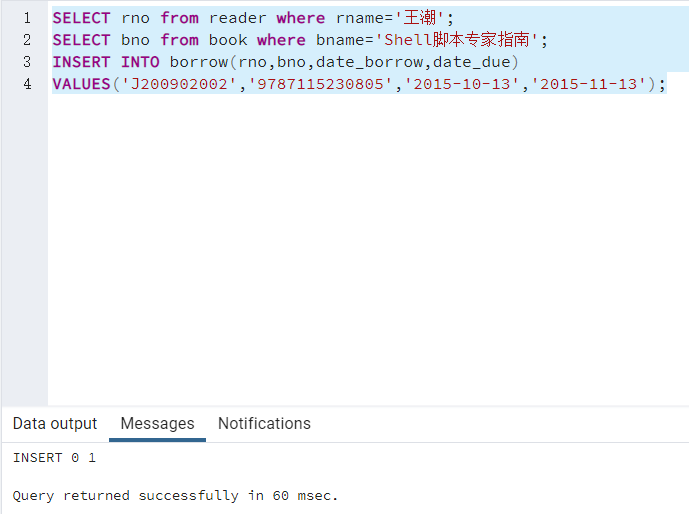 1 SELECT rno from reader where rname='王潮';
2 SELECT bno from book where bname='Shell脚本专家指南';
3 INSERT INTO borrow(rno,bno,date_borrow,date_due)
4 VALUES('J200902002','9787115230805','2015-10-13','2015-11-13');
Data output Messages Notifications
INSERT 0 1
Query returned successfully in 60 msec.